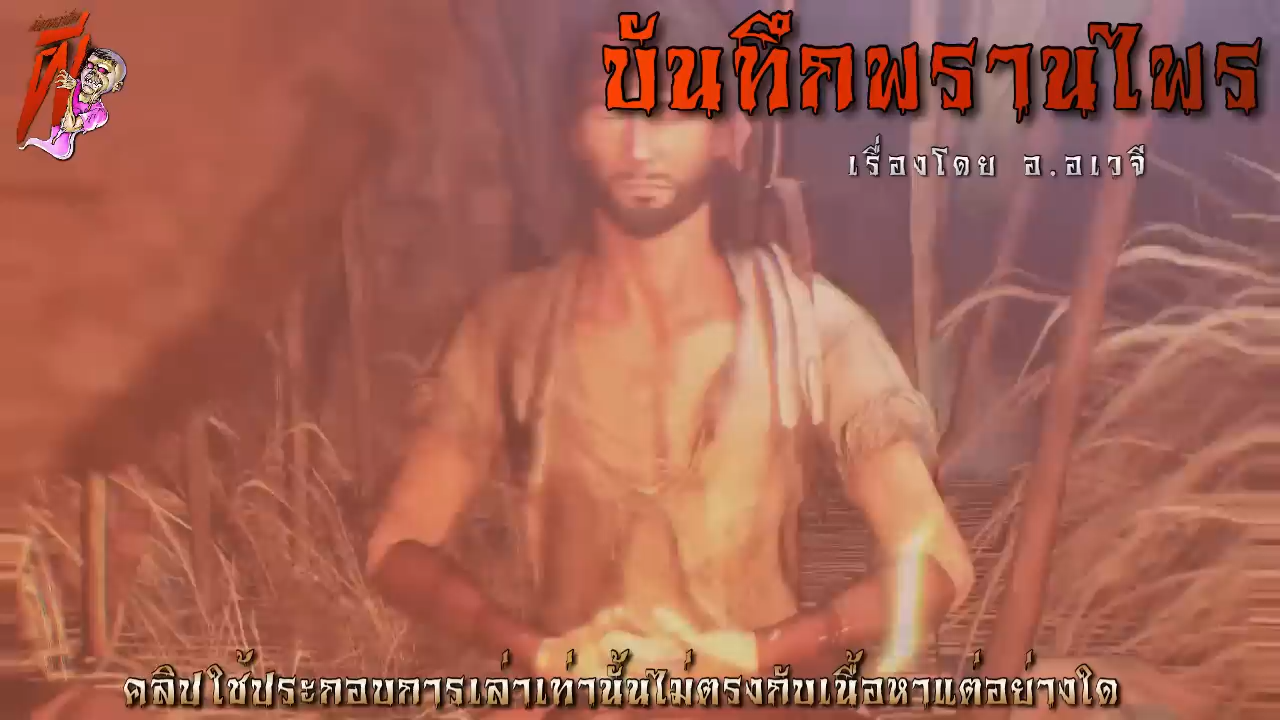 ผี
บันทึกพรานไพร
เรื่องโดย อ.อเวจี
คลิปใช้ประกอบการเล่าเท่านั้นไม่ตรงกับเนื้อหาแต่อย่างใด